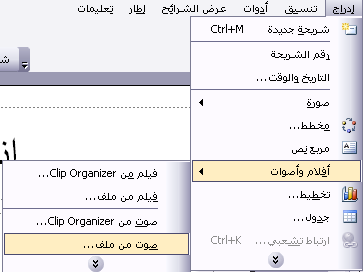 إدراج تنسيق أدوات عرض الشرائح إطار تعليمات
شريحة جديدة Ctrl+M
رقم الشريحة
التاريخ والوقت...
صورة
مخطط...
مربع نص
أفلام وأصوات
تخطيط...
جدول...
ارتباط تشعبي... Ctrl+K
فيلم من Clip Organizer...
فيلم من ملف...
صوت من Clip Organizer...
صوت من ملف...